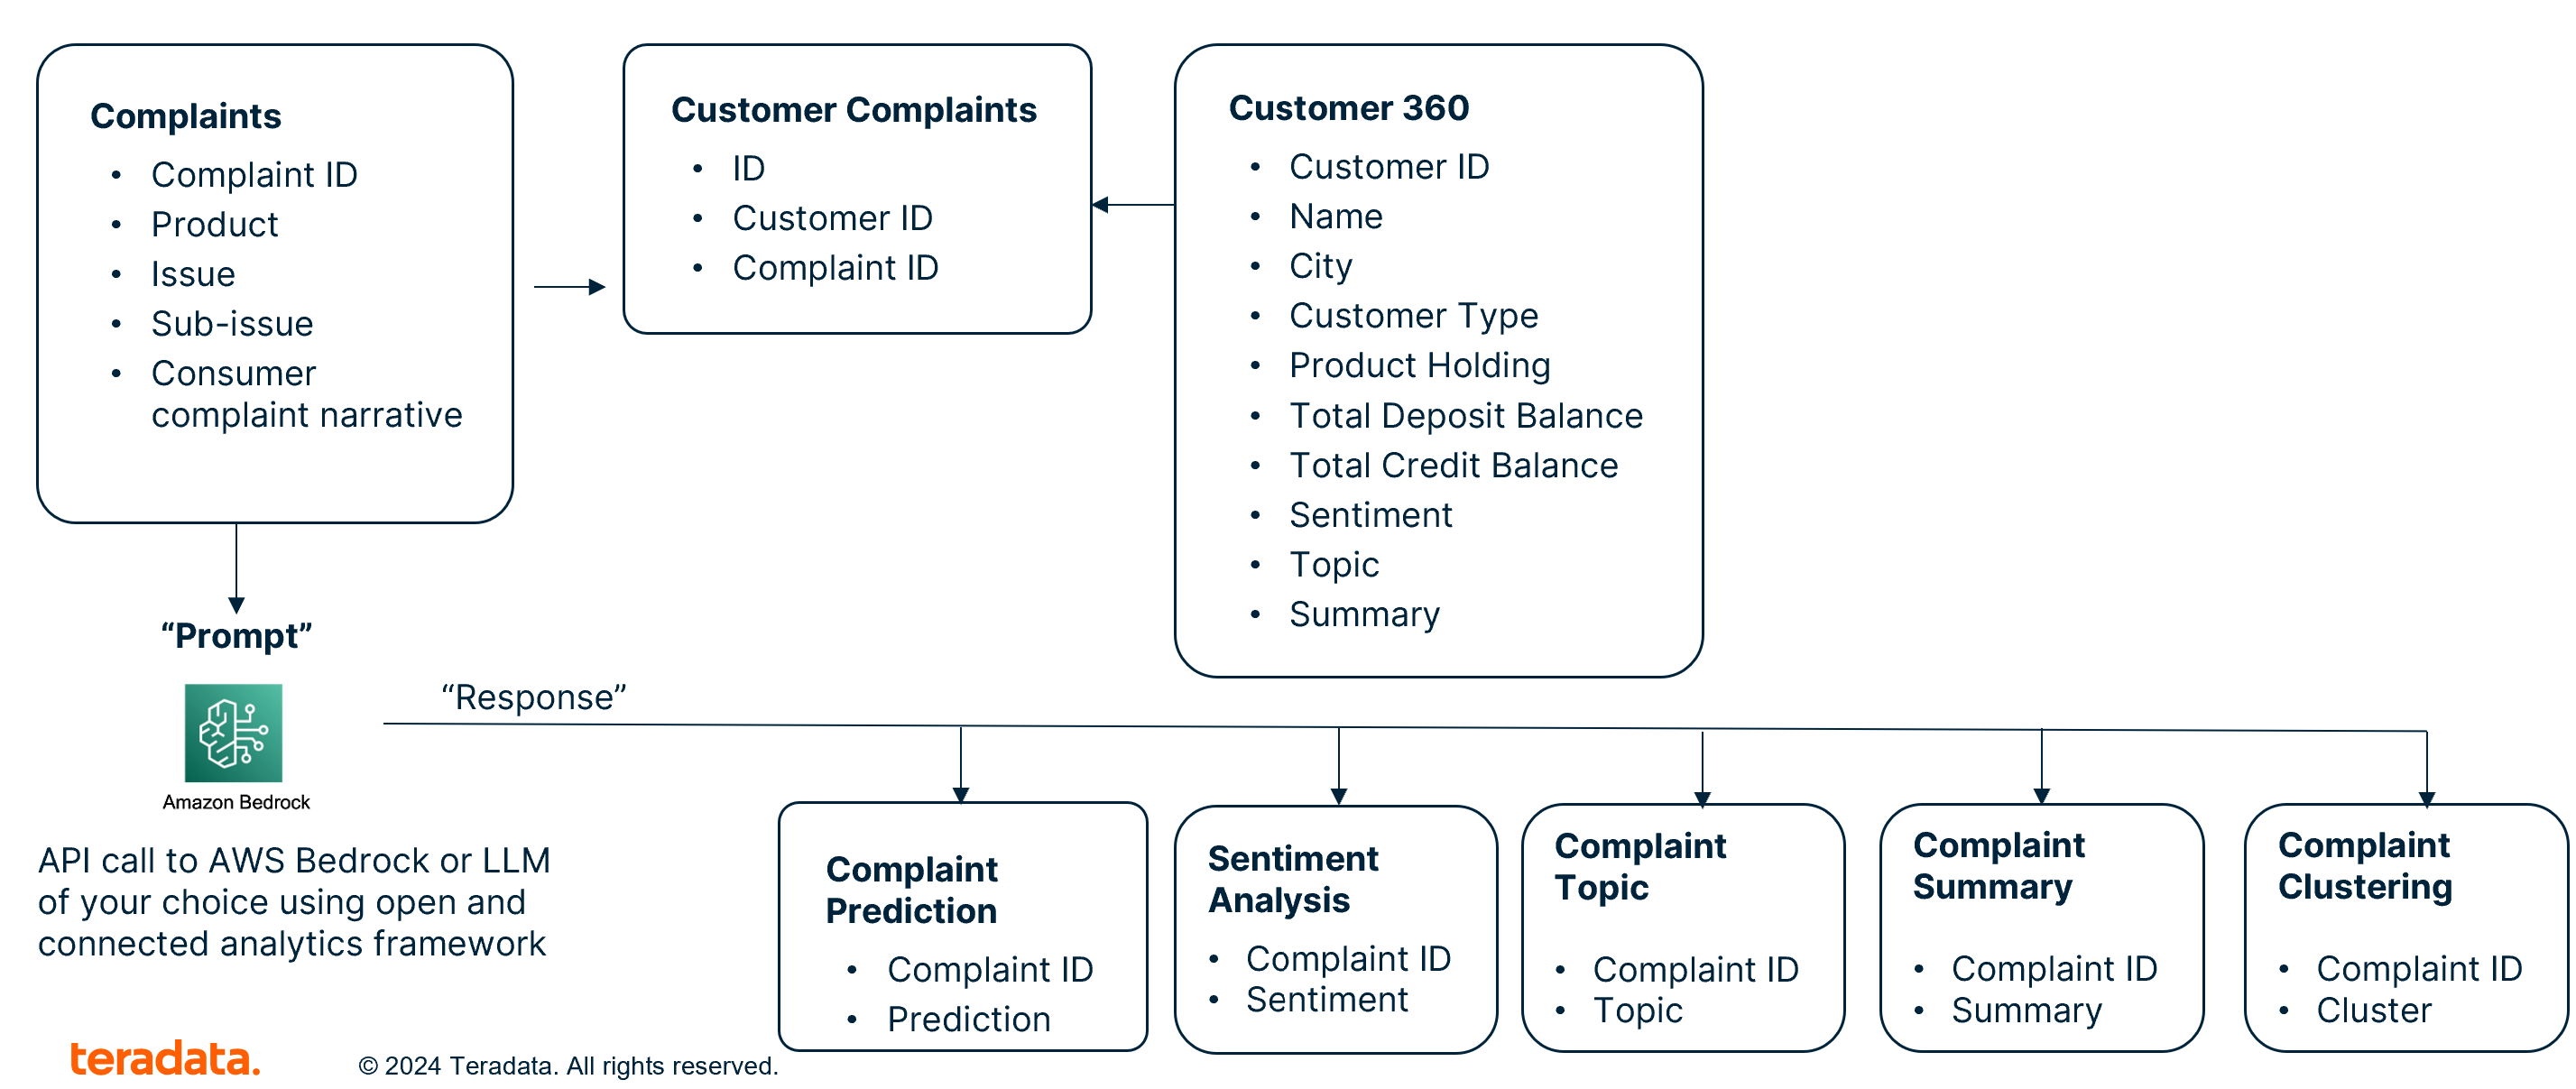 Complaints
• Complaint ID
• Product
• Issue
• Sub-issue
• Consumer
complaint narrative
Customer Complaints
• ID
• Customer ID
• Complaint ID
Customer 360
• Customer ID
• Name
• City
• Customer Type
• Product Holding
• Total Deposit Balance
• Total Credit Balance
• Sentiment
• Topic
• Summary
“Prompt”
Amazon Bedrock
API call to AWS Bedrock or LLM
of your choice using open and
connected analytics framework
“Response”
Complaint
Prediction
• Complaint ID
• Prediction
Sentiment
Analysis
• Complaint ID
• Sentiment
Complaint
Topic
• Complaint ID
• Topic
Complaint
Summary
• Complaint ID
• Summary
Complaint
Clustering
• Complaint ID
• Cluster
teradata.
© 2024 Teradata. All rights reserved.